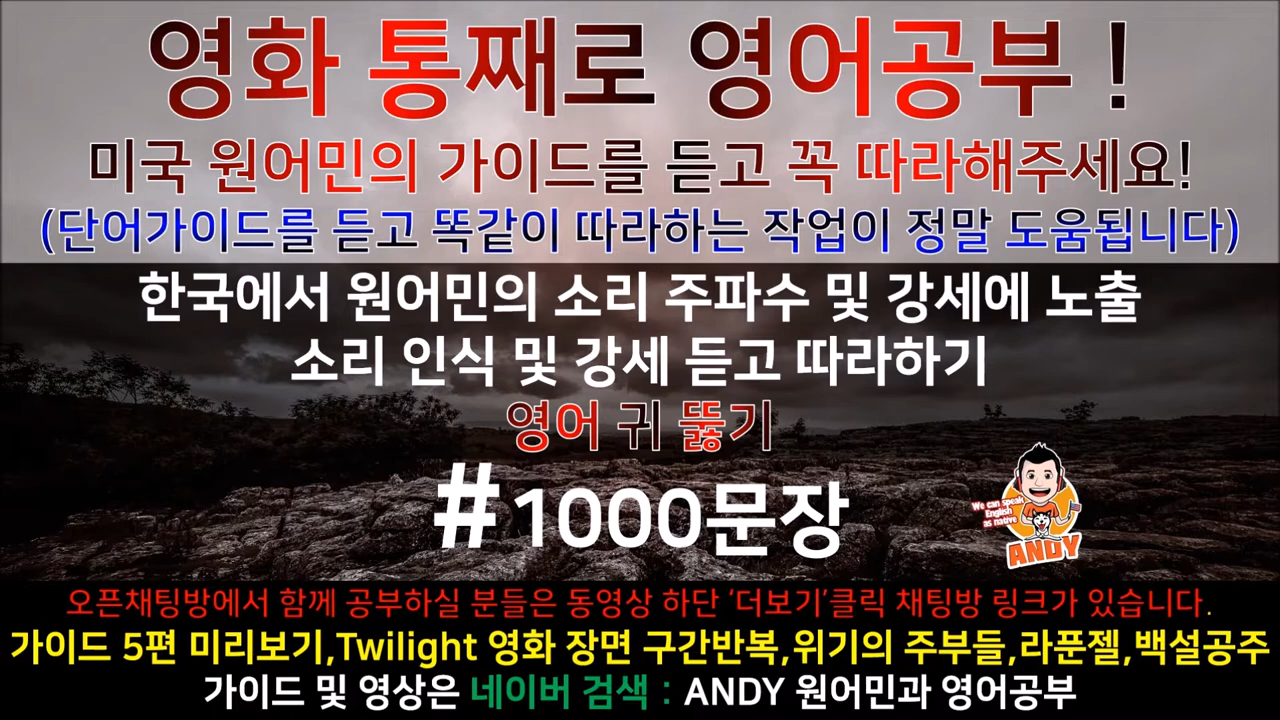 영화 통째로 영어공부 !
미국 원어민의 가이드를 듣고 꼭 따라해주세요!
(단어가이드를 듣고 똑같이 따라하는 작업이 정말 도움됩니다)
한국에서 원어민의 소리 주파수 및 강세에 노출
소리 인식 및 강세 듣고 따라하기
영어 귀 뚫기
#1000문장
We can speak
English
as native
ANDY
오픈채팅방에서 함께 공부하실 분들은 동영상 하단 '더보기'클릭 채팅방 링크가 있습니다.
가이드 5편 미리보기,Twilight 영화 장면 구간반복,위기의 주부들,라푼젤,백설공주
가이드 및 영상은 네이버 검색 : ANDY 원어민과 영어공부